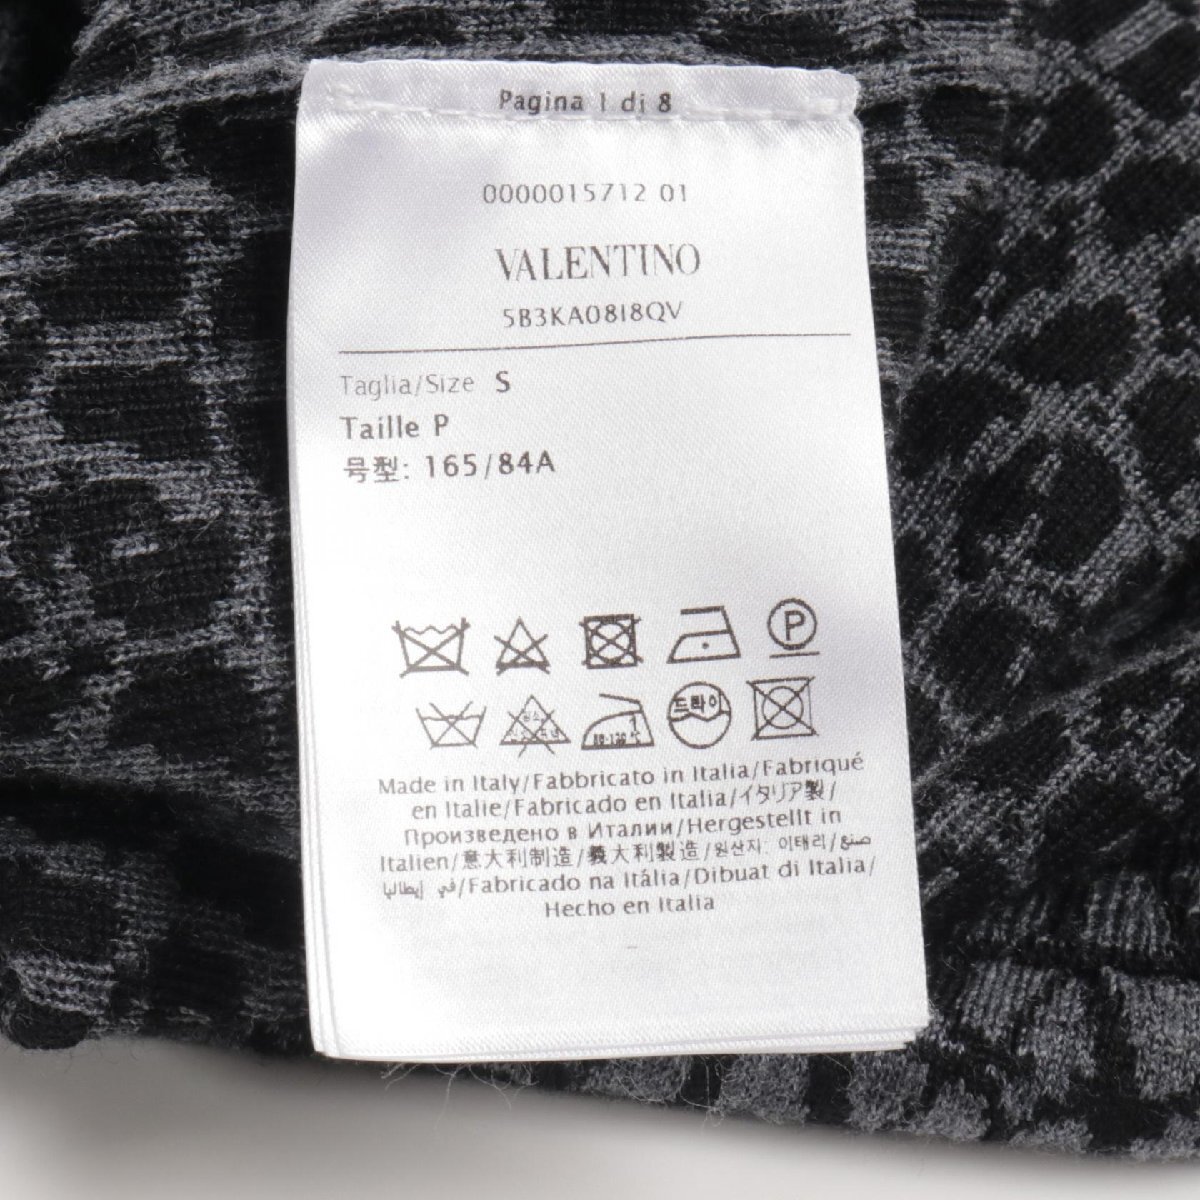 Pagina 1 di 8
0000015712 01
VALENTINO
5B3KA08I8QV
Taglia/Size S
Taille P
号型: 165/84A
P
드라이
80-120℃
Made in Italy/Fabbricato in Italia/Fabriqué
en Italie/Fabricado en Italia/イタリア製/
Произведено в Италии/Hergestellt in
Italien/意大利制造/義大利製造/원산지: 이태리/صنع
في إيطاليا/Fabricado na Itália/Dibuat di Italia/
Hecho en Italia